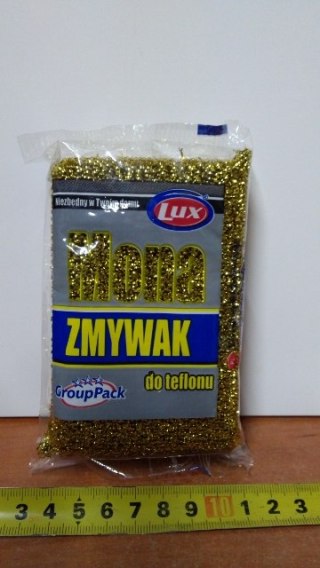 Niezbędny w Twoim domu
Lux
Mona
ZMYWAK
do teflonu
GroupPack
3 4 5 6 7 8 9 10 1 2 3